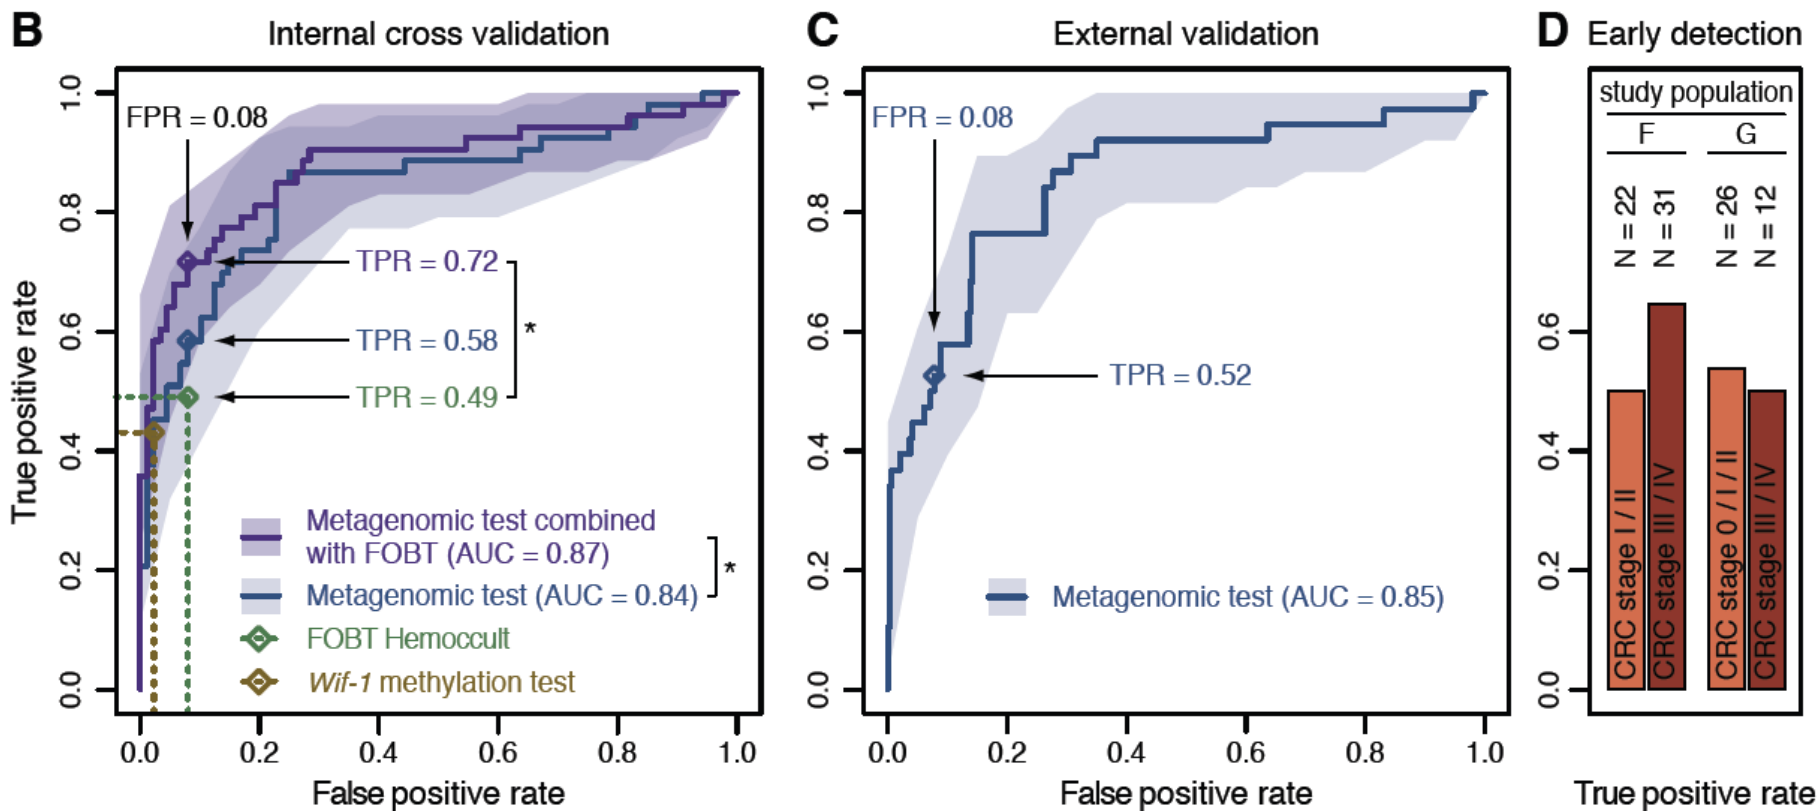 B
Internal cross validation
True positive rate
1.0
0.8
0.6
0.4
0.2
0.0
FPR = 0.08
TPR = 0.72
*
TPR = 0.58
TPR = 0.49
Metagenomic test combined
with FOBT (AUC = 0.87)
*
Metagenomic test (AUC = 0.84)
FOBT Hemoccult
Wif-1 methylation test
0.0 0.2 0.4 0.6 0.8 1.0
False positive rate
C
External validation
1.0
0.8
0.6
0.4
0.2
0.0
FPR = 0.08
TPR = 0.52
Metagenomic test (AUC = 0.85)
0.0 0.2 0.4 0.6 0.8 1.0
False positive rate
D
Early detection
study population
F G
N = 22
N = 31
N = 26
N = 12
0.6
0.4
0.2
0.0
CRC stage I / II
CRC stage III / IV
CRC stage 0 / I / II
CRC stage III / IV
True positive rate